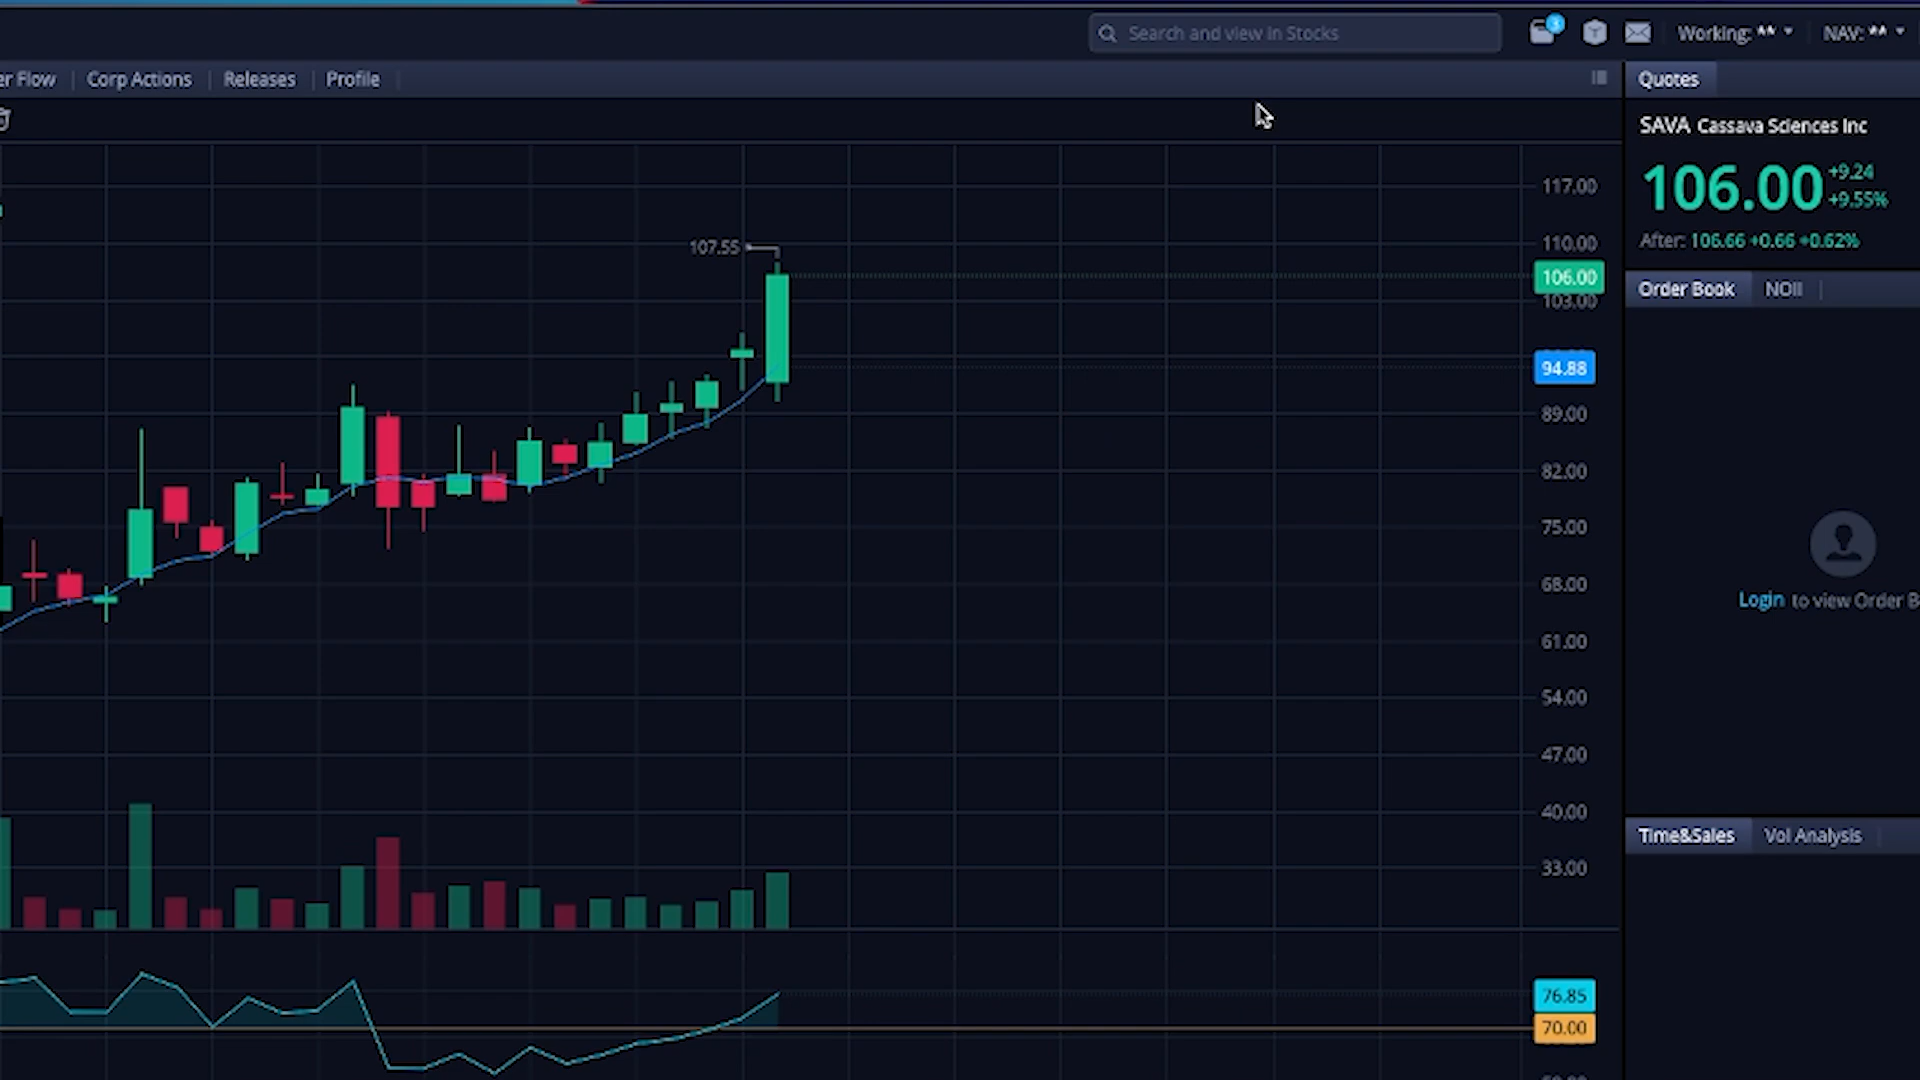 Search and view in Stocks
3
Working: **
NAV: **
er Flow
Corp Actions
Releases
Profile
Quotes
SAVA Cassava Sciences Inc
106.00
+9.24
+9.55%
After: 106.66 +0.66 +0.62%
Order Book
NOII
Login to view Order B
Time&Sales
Vol Analysis
107.55
117.00
110.00
106.00
103.00
94.88
89.00
82.00
75.00
68.00
61.00
54.00
47.00
40.00
33.00
76.85
70.00